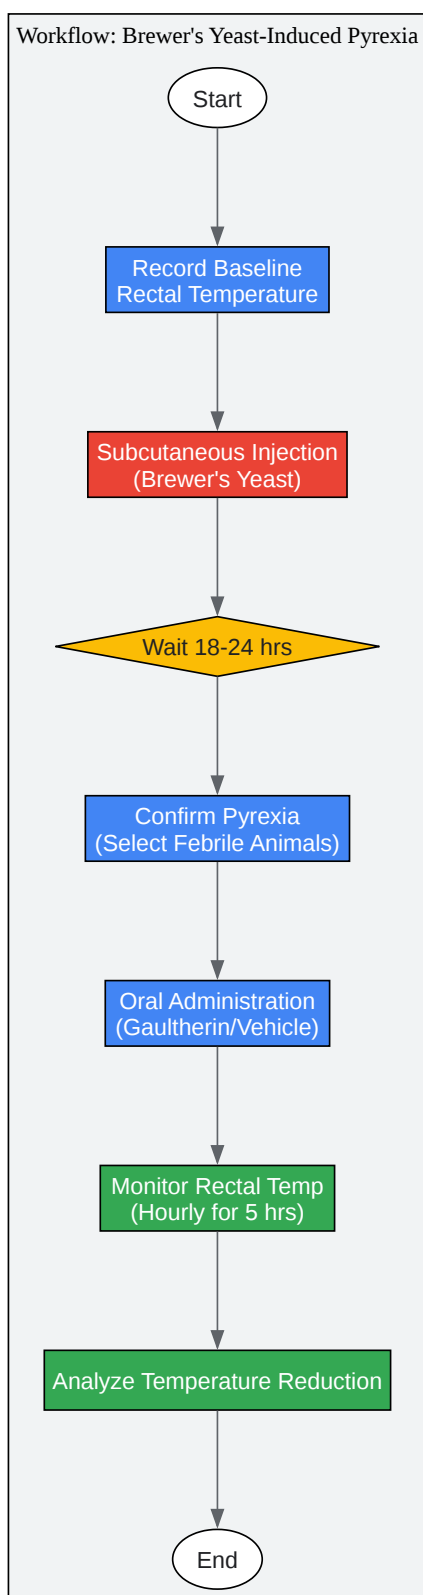 Workflow: Brewer's Yeast-Induced Pyrexia
Start
Record Baseline
Rectal Temperature
Subcutaneous Injection
(Brewer's Yeast)
Wait 18-24 hrs
Confirm Pyrexia
(Select Febrile Animals)
Oral Administration
(Gaultherin/Vehicle)
Monitor Rectal Temp
(Hourly for 5 hrs)
Analyze Temperature Reduction
End